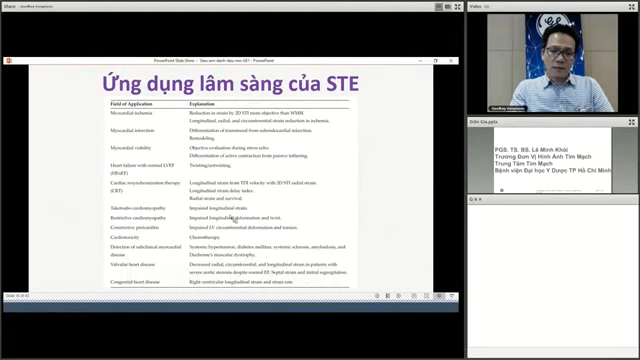 Share Geoffrey Vonpinnon
Video
PowerPoint Slide Show - PowerPoint
Ứng dụng lâm sàng của STE
Field of Application Explanation
Myocardial ischemia Reduction in strain by 2D STI more objective than WMSI
Longitudinal, radial, and circumferential strain reduction in ischemia.
Myocardial infarction Differentiation of transmural from subendocardial infarction
Remodeling.
Myocardial viability Objective evaluation during stress echo.
Differentiation of active contraction from passive tethering.
Heart failure with normal LVEF Twisting/untwisting.
(HFnEF)
Cardiac resynchronization therapy Longitudinal strain from TDI velocity with 2D STI radial strain.
(CRT) Longitudinal strain delay index.
Radial strain and survival.
Takotsubo cardiomyopathy Impaired longitudinal strain.
Restrictive cardiomyopathy Impaired longitudinal deformation and twist.
Constrictive pericarditis Impaired LV circumferential deformation and torsion.
Cardiotoxicity Chemotherapy.
Detection of subclinical myocardial Systemic hypertension, diabetes mellitus, systemic sclerosis, amyloidosis, and
disease Duchenne's muscular dystrophy.
Valvular heart disease Decreased radial, circumferential, and longitudinal strain in patients with
severe aortic stenosis despite normal EF. Septal strain and mitral regurgitation.
Congenital heart disease Right ventricular longitudinal strain and strain rate.
Diễn Giả.pptx
PGS. TS. BS. Lê Minh Khôi
Trưởng Đơn Vị Hình Ảnh Tim Mạch
Trung Tâm Tim Mạch
Bệnh viện Đại học Y Dược TP Hồ Chí Minh
Q & A